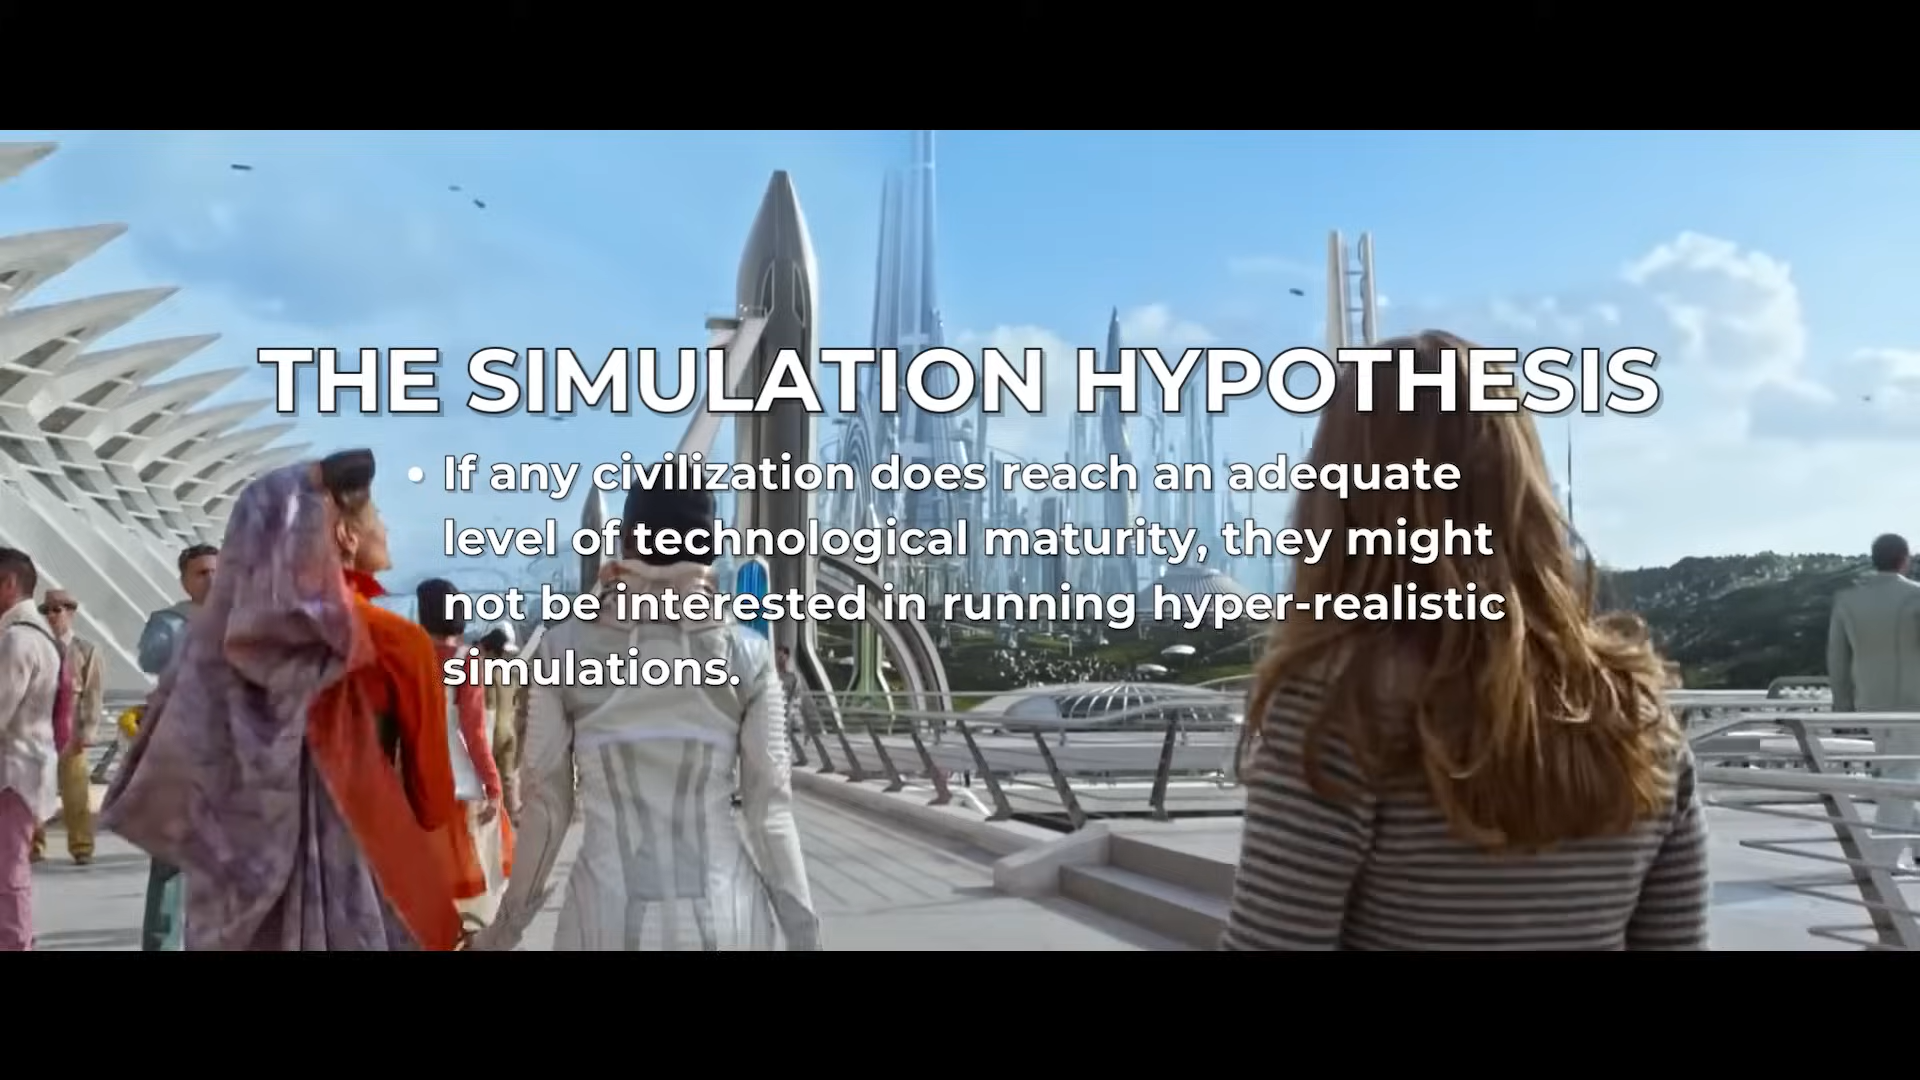 THE SIMULATION HYPOTHESIS
• If any civilization does reach an adequate
level of technological maturity, they might
not be interested in running hyper-realistic
simulations.